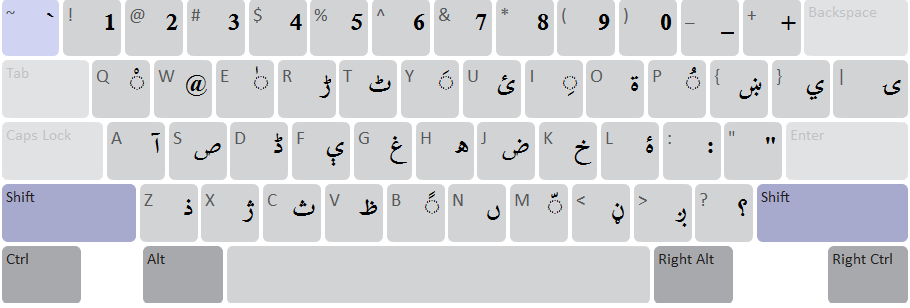 ~ ` ! 1 @ 2 # 3 $ 4 % 5 ^ 6 & 7 * 8 ( 9 ) 0 _ _ + + Backspace
Tab Q ْ W @ E ٰ R ڑ T ٹ Y َ U ئ I ِ O ة P ُ { ښ } ي | ۍ
Caps Lock A آ S ص D ڈ F ې G غ H ھ J ض K خ L ۀ : : " " Enter
Shift Z ذ X ژ C ث V ظ B ً N ں M ّ < ڼ > ږ ? ؟ Shift
Ctrl Alt Right Alt Right Ctrl